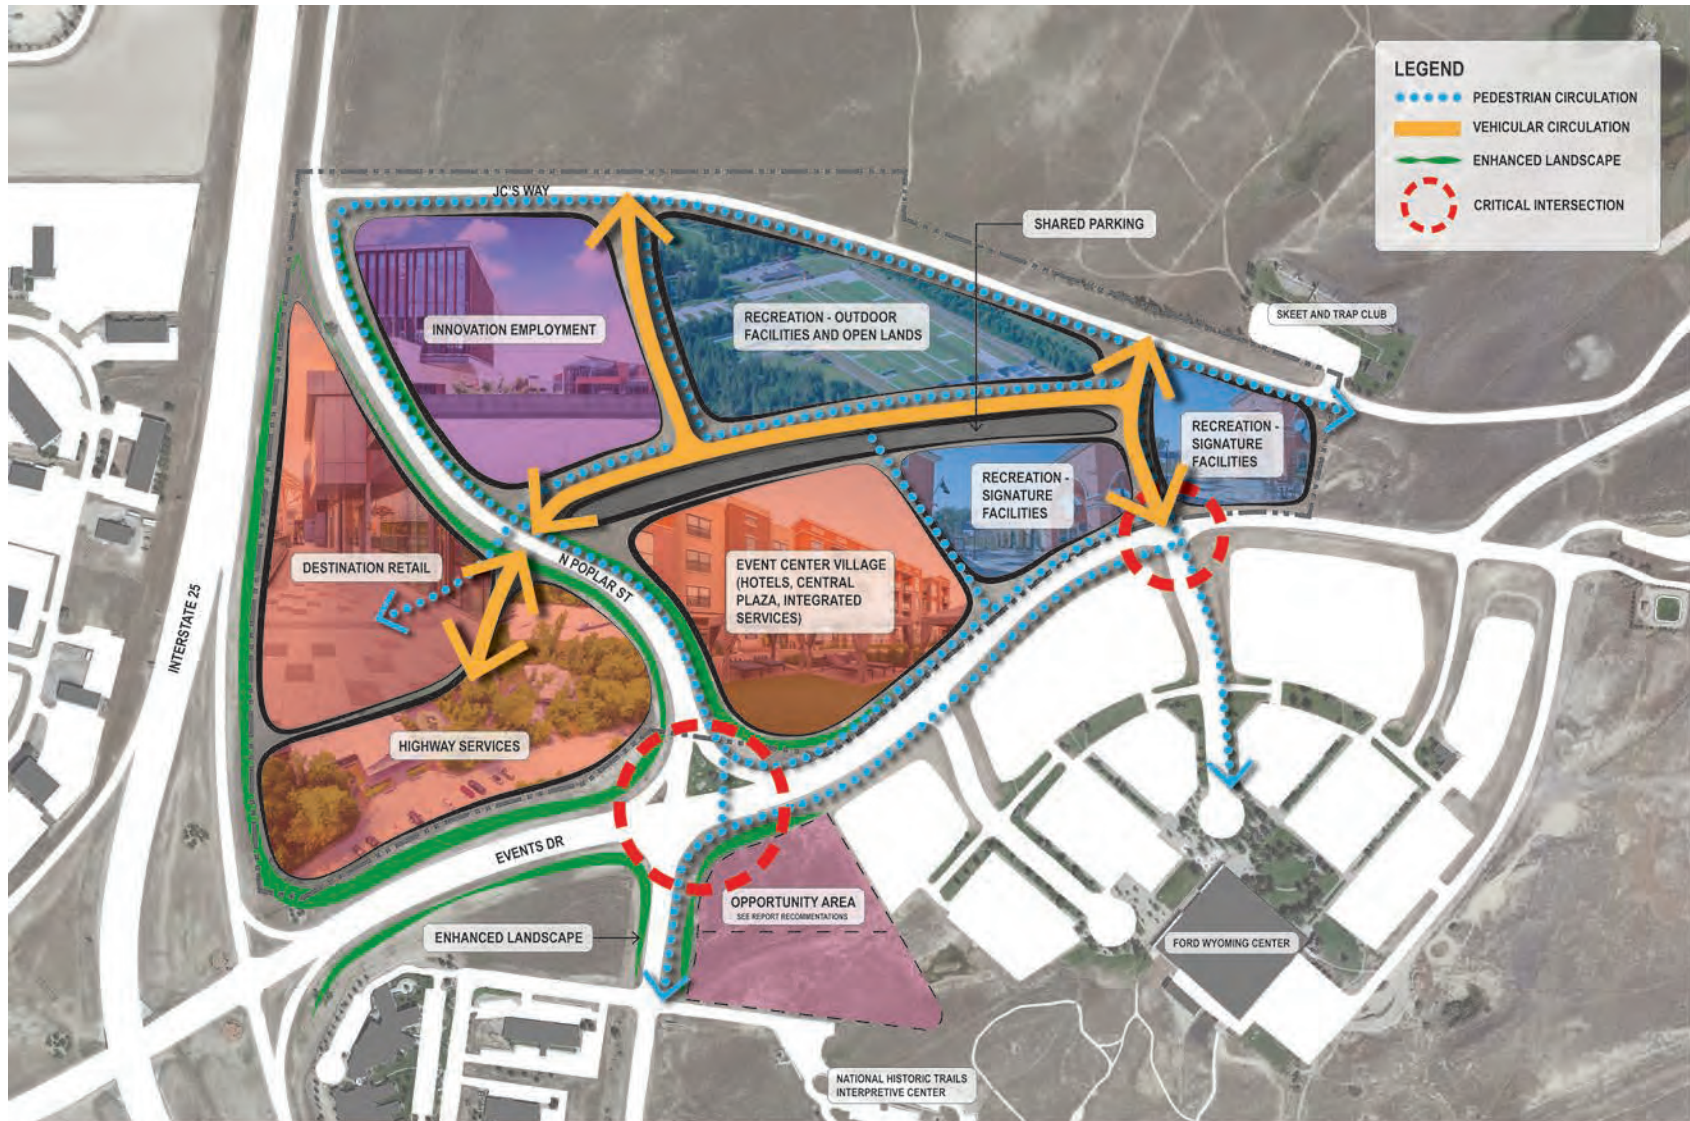 LEGEND
PEDESTRIAN CIRCULATION
VEHICULAR CIRCULATION
ENHANCED LANDSCAPE
CRITICAL INTERSECTION
JC'S WAY
SHARED PARKING
SKEET AND TRAP CLUB
INNOVATION EMPLOYMENT
RECREATION - OUTDOOR
FACILITIES AND OPEN LANDS
RECREATION -
SIGNATURE
FACILITIES
RECREATION -
SIGNATURE
FACILITIES
DESTINATION RETAIL
N POPLAR ST
EVENT CENTER VILLAGE
(HOTELS, CENTRAL
PLAZA, INTEGRATED
SERVICES)
INTERSTATE 25
HIGHWAY SERVICES
EVENTS DR
OPPORTUNITY AREA
SEE REPORT RECOMMENTATIONS
ENHANCED LANDSCAPE
FORD WYOMING CENTER
NATIONAL HISTORIC TRAILS
INTERPRETIVE CENTER